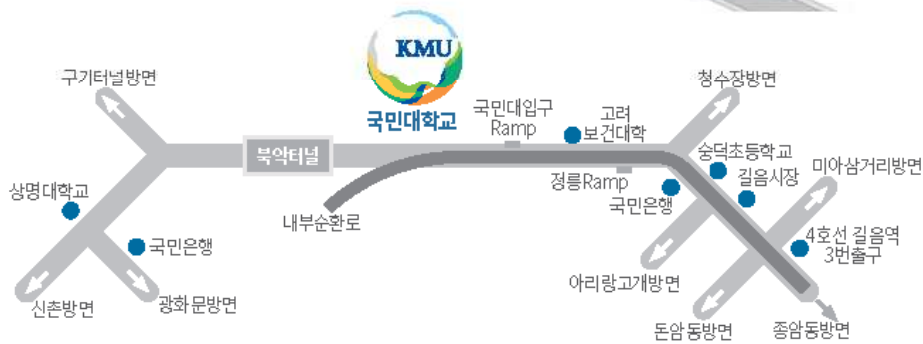 KMU
국민대학교
구기터널방면
북악터널
상명대학교
국민은행
신촌방면
광화문방면
내부순환로
국민대입구
Ramp
고려
보건대학
정릉Ramp
청수장방면
숭덕초등학교
길음시장
미아삼거리방면
국민은행
4호선 길음역
3번출구
아리랑고개방면
돈암동방면
종암동방면